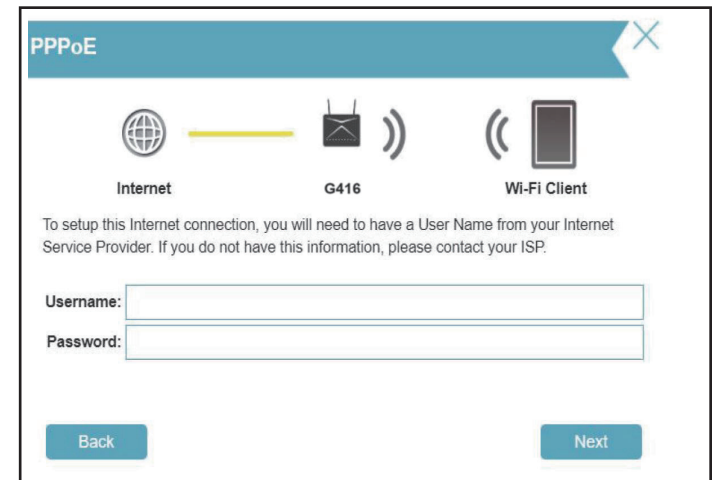 PPPoE
Internet
G416
Wi-Fi Client
To setup this Internet connection, you will need to have a User Name from your Internet
Service Provider. If you do not have this information, please contact your ISP.
Username:
Password:
Back
Next